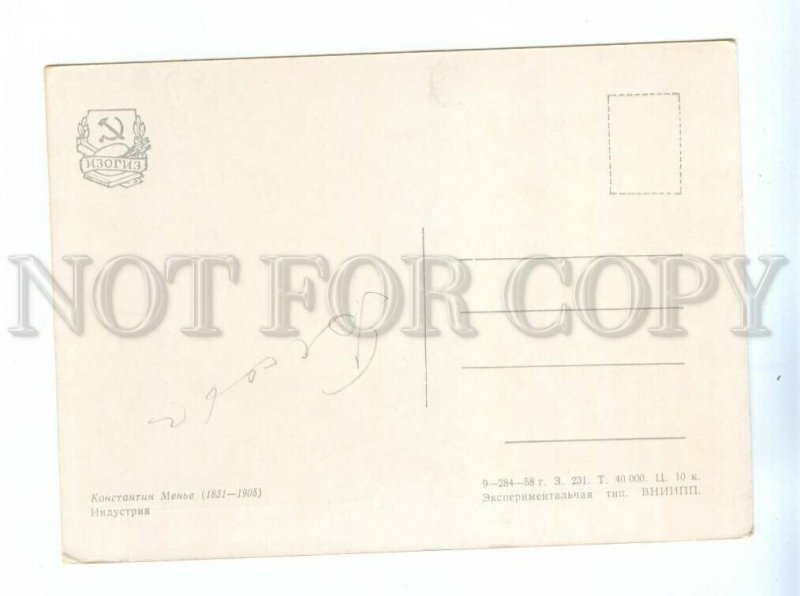 ИЗОГИЗ
NOT FOR COPY
Константин Менье (1831—1905)
Индустрия
9—284—58 г. З. 231. Т. 40 000. Ц. 10 к.
Экспериментальная тип. ВНИИПП.